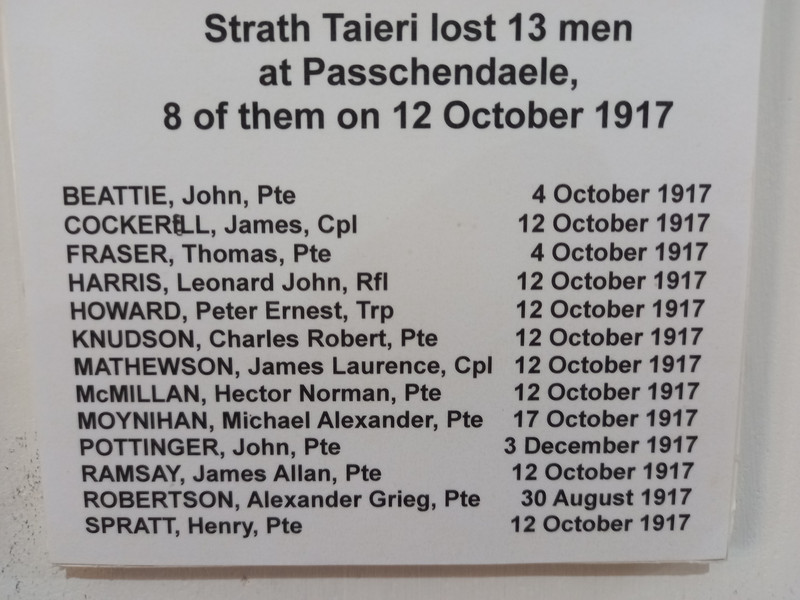 Strath Taieri lost 13 men
at Passchendaele,
8 of them on 12 October 1917
BEATTIE, John, Pte 4 October 1917
COCKERILL, James, Cpl 12 October 1917
FRASER, Thomas, Pte 4 October 1917
HARRIS, Leonard John, Rfl 12 October 1917
HOWARD, Peter Ernest, Trp 12 October 1917
KNUDSON, Charles Robert, Pte 12 October 1917
MATHEWSON, James Laurence, Cpl 12 October 1917
McMILLAN, Hector Norman, Pte 12 October 1917
MOYNIHAN, Michael Alexander, Pte 17 October 1917
POTTINGER, John, Pte 3 December 1917
RAMSAY, James Allan, Pte 12 October 1917
ROBERTSON, Alexander Grieg, Pte 30 August 1917
SPRATT, Henry, Pte 12 October 1917